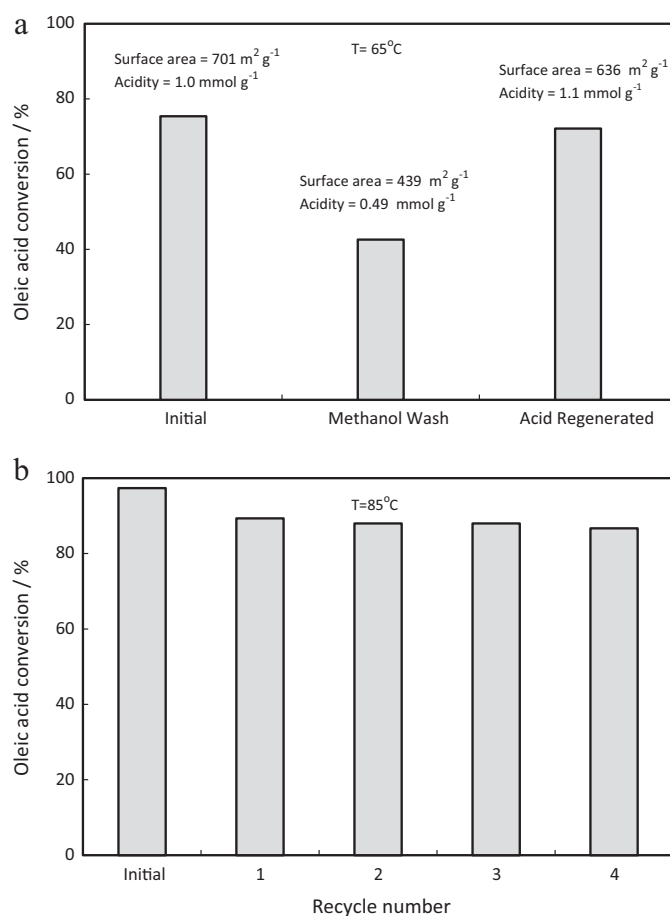 a
100
80
60
40
20
0
Oleic acid conversion / %
Surface area = 701 m² g⁻¹
Acidity = 1.0 mmol g⁻¹
T= 65°C
Surface area = 636 m² g⁻¹
Acidity = 1.1 mmol g⁻¹
Surface area = 439 m² g⁻¹
Acidity = 0.49 mmol g⁻¹
Initial Methanol Wash Acid Regenerated
b
100
80
60
40
20
0
Oleic acid conversion / %
T=85°C
Initial 1 2 3 4
Recycle number